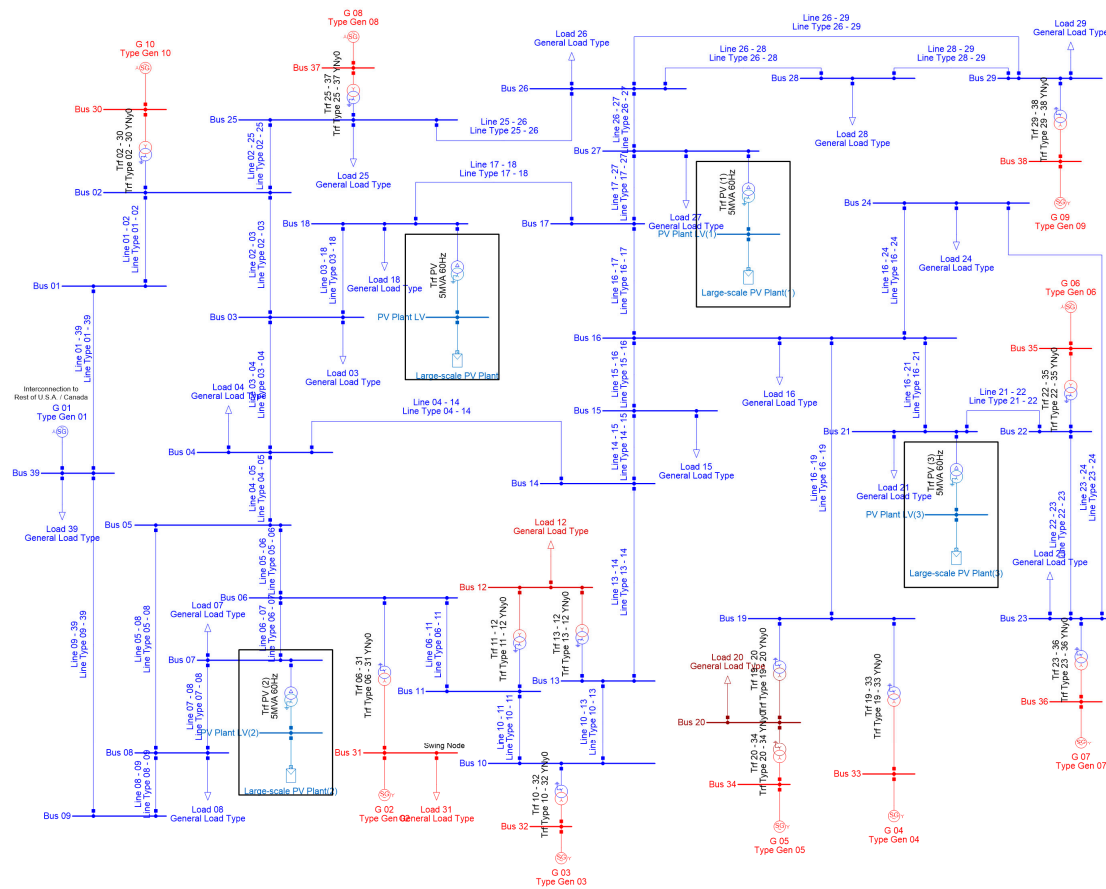 G 08
Type Gen 08
G 10
Type Gen 10
Bus 37
Trf 25 - 37
Trf Type 25 - 37 YNy0
Bus 30
Trf 02 - 30
Trf Type 02 - 30 YNy0
Bus 25
Line 02 - 25
Line Type 02 - 25
Load 25
General Load Type
Line 25 - 26
Line Type 25 - 26
Load 26
General Load Type
Bus 26
Line 26 - 29
Line Type 26 - 29
Line 26 - 28
Line Type 26 - 28
Line 28 - 29
Line Type 28 - 29
Bus 28
Load 28
General Load Type
Load 29
General Load Type
Bus 29
Trf 29 - 38
Trf Type 29 - 38 YNy0
Bus 38
G 09
Type Gen 09
Line 26 - 27
Line Type 26 - 27
Bus 27
Line 17 - 27
Line Type 17 - 27
Load 27
General Load Type
Trf PV (1)
5MVA 60Hz
PV Plant LV(1)
Large-scale PV Plant(1)
Bus 02
Line 01 - 02
Line Type 01 - 02
Line 02 - 03
Line Type 02 - 03
Line 17 - 18
Line Type 17 - 18
Bus 18
Line 03 - 18
Line Type 03 - 18
Load 18
General Load Type
Trf PV
5MVA 60Hz
PV Plant LV
Large-scale PV Plant
Bus 17
Line 16 - 17
Line Type 16 - 17
Bus 24
Load 24
General Load Type
Line 16 - 24
Line Type 16 - 24
Bus 01
Line 01 - 39
Line Type 01 - 39
Bus 03
Load 03
General Load Type
Line 03 - 04
Line Type 03 - 04
Load 04
General Load Type
Bus 16
Line 15 - 16
Line Type 15 - 16
Load 16
General Load Type
Line 16 - 21
Line Type 16 - 21
Line 16 - 19
Line Type 16 - 19
G 06
Type Gen 06
Bus 35
Trf 22 - 35
Trf Type 22 - 35 YNy0
Interconnection to
Rest of U.S.A. / Canada
G 01
Type Gen 01
Bus 39
Load 39
General Load Type
Line 04 - 14
Line Type 04 - 14
Bus 04
Line 04 - 05
Line Type 04 - 05
Bus 15
Line 14 - 15
Line Type 14 - 15
Load 15
General Load Type
Bus 14
Bus 21
Line 21 - 22
Line Type 21 - 22
Bus 22
Load 21
General Load Type
Trf PV (3)
5MVA 60Hz
PV Plant LV(3)
Large-scale PV Plant(3)
Line 22 - 23
Line Type 22 - 23
Line 23 - 24
Line Type 23 - 24
Load 23
Bus 05
Line 05 - 06
Line Type 05 - 06
Line 05 - 08
Line Type 05 - 08
Bus 06
Line 06 - 07
Line Type 06 - 07
Load 07
General Load Type
Bus 07
Line 07 - 08
Line Type 07 - 08
Trf PV (2)
5MVA 60Hz
PV Plant LV(2)
Large-scale PV Plant(2)
Trf 06 - 31
Trf Type 06 - 31 YNy0
Line 06 - 11
Line Type 06 - 11
Load 12
General Load Type
Bus 12
Trf 11 - 12
Trf Type 11 - 12 YNy0
Trf 13 - 12
Trf Type 13 - 12 YNy0
Line 13 - 14
Line Type 13 - 14
Bus 11
Line 10 - 11
Line Type 10 - 11
Bus 13
Line 10 - 13
Line Type 10 - 13
Bus 19
Trf 19 - 20
Trf Type 19 - 20 YNy0
Load 20
General Load Type
Bus 20
Trf 20 - 34
Trf Type 20 - 34 YNy0
Bus 34
G 05
Type Gen 05
Trf 19 - 33
Trf Type 19 - 33 YNy0
Bus 33
G 04
Type Gen 04
Bus 23
Trf 23 - 36
Trf Type 23 - 36 YNy0
Bus 36
G 07
Type Gen 07
Line 09 - 39
Line Type 09 - 39
Bus 08
Line 08 - 09
Line Type 08 - 09
Load 08
General Load Type
Bus 09
Bus 31
Swing Node
G 02
Type Gen 02
Load 31
General Load Type
Bus 10
Trf 10 - 32
Trf Type 10 - 32 YNy0
Bus 32
G 03
Type Gen 03